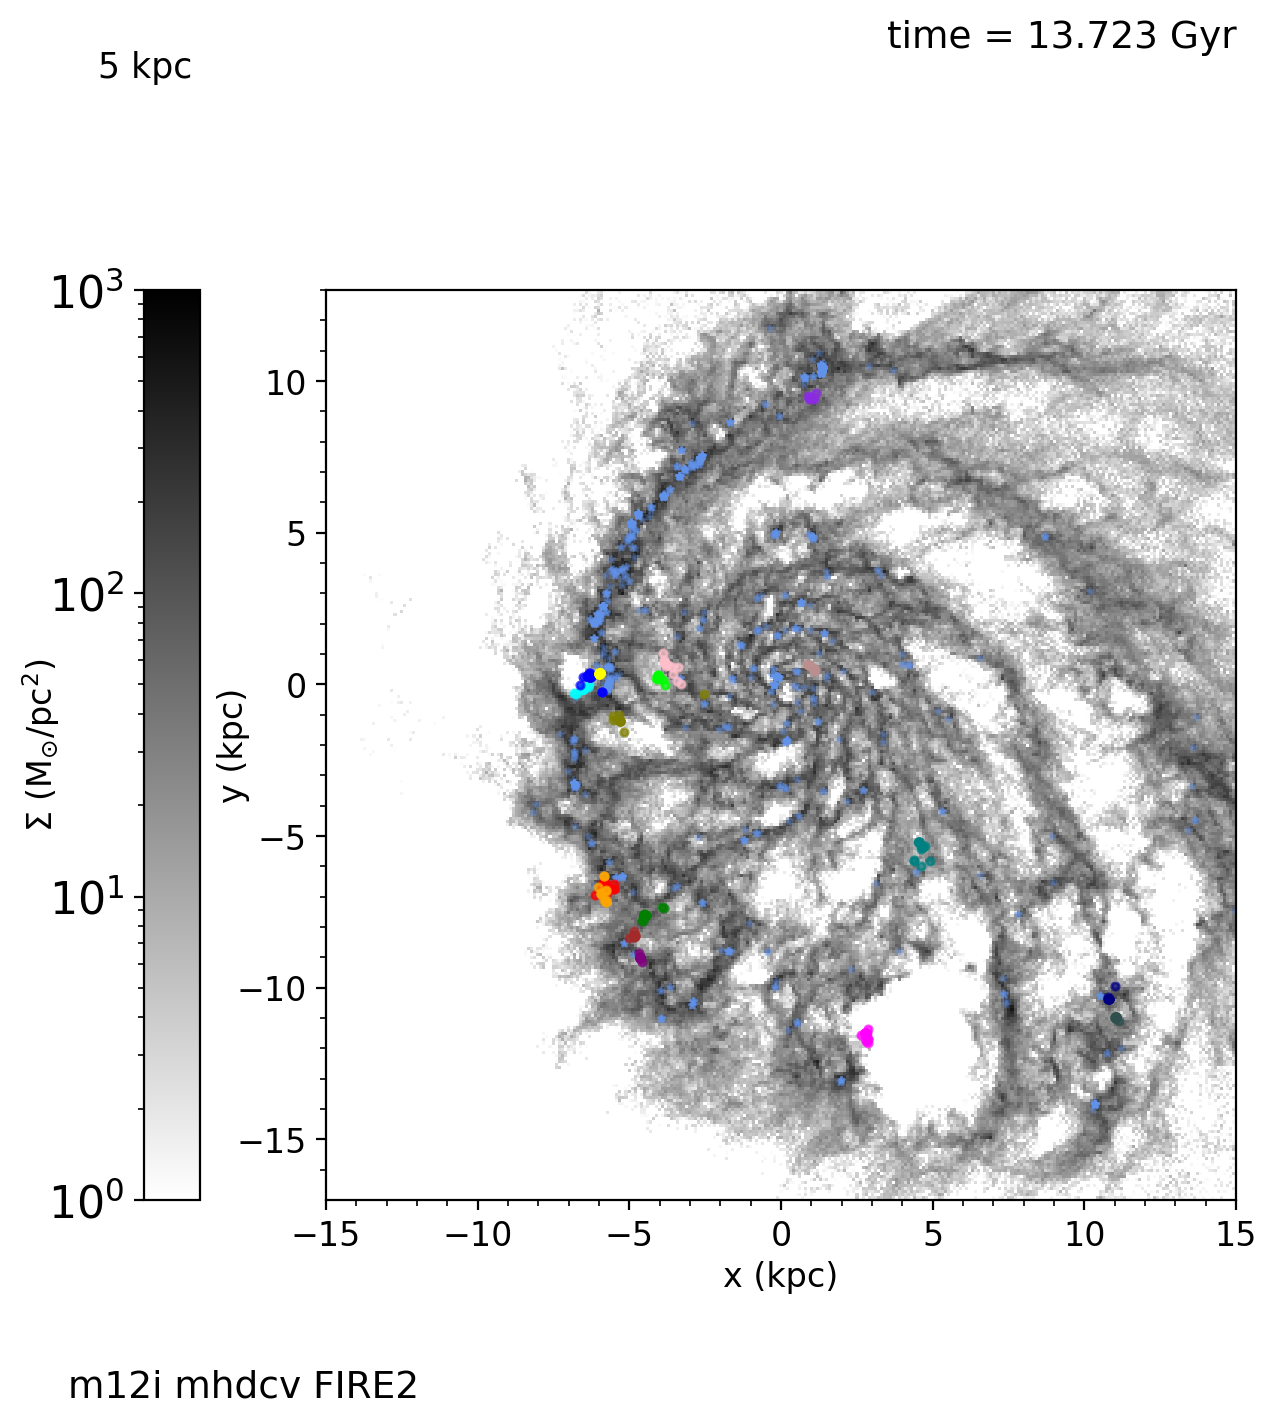 time = 13.723 Gyr
5 kpc
10³
10²
10¹
10⁰
Σ (M☉/pc²)
y (kpc)
10
5
0
−5
−10
−15
−15 −10 −5 0 5 10 15
x (kpc)
m12i mhdcv FIRE2